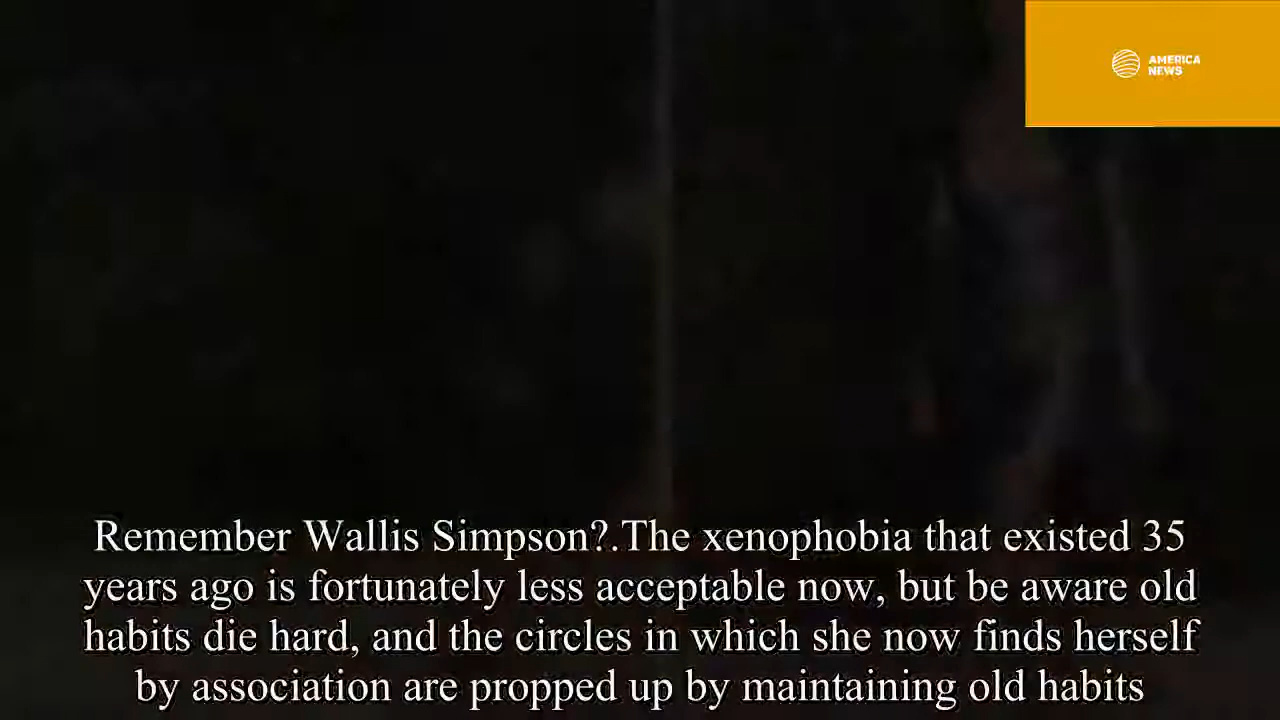 AMERICA
NEWS
Remember Wallis Simpson?.The xenophobia that existed 35
years ago is fortunately less acceptable now, but be aware old
habits die hard, and the circles in which she now finds herself
by association are propped up by maintaining old habits